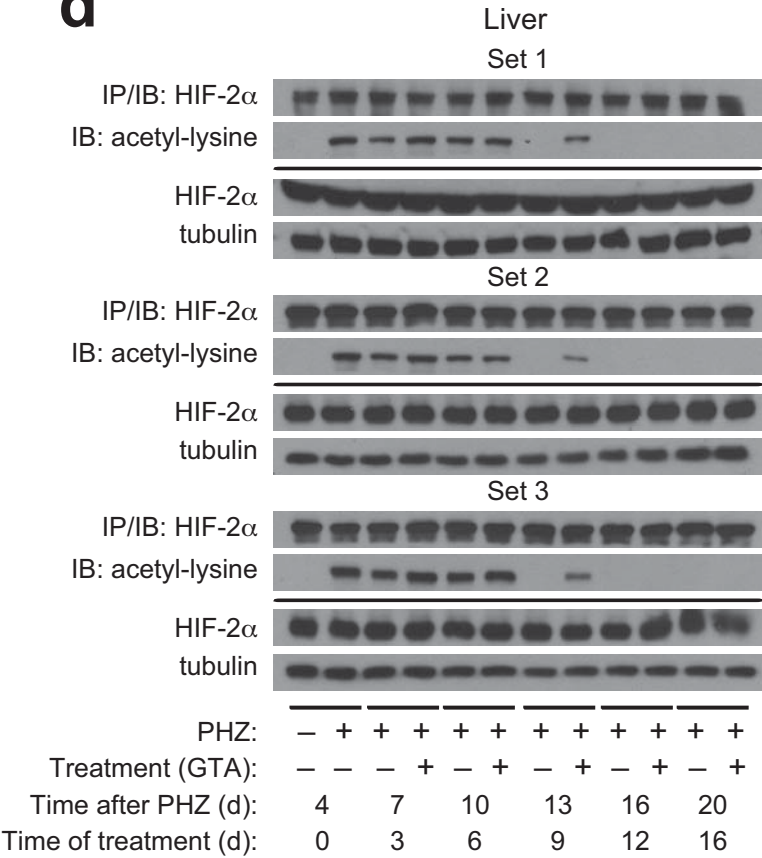 d
Liver
Set 1
IP/IB: HIF-2α
IB: acetyl-lysine
HIF-2α
tubulin
Set 2
IP/IB: HIF-2α
IB: acetyl-lysine
HIF-2α
tubulin
Set 3
IP/IB: HIF-2α
IB: acetyl-lysine
HIF-2α
tubulin
PHZ: – + + + + + + + + + + +
Treatment (GTA): – – – + – + – + – + – +
Time after PHZ (d): 4 7 10 13 16 20
Time of treatment (d): 0 3 6 9 12 16